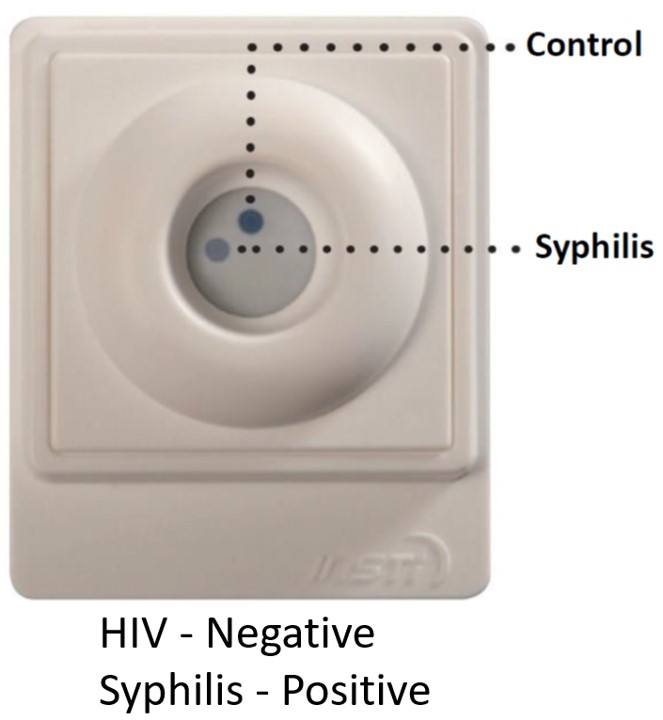 Control
Syphilis
INSTI
HIV - Negative
Syphilis - Positive